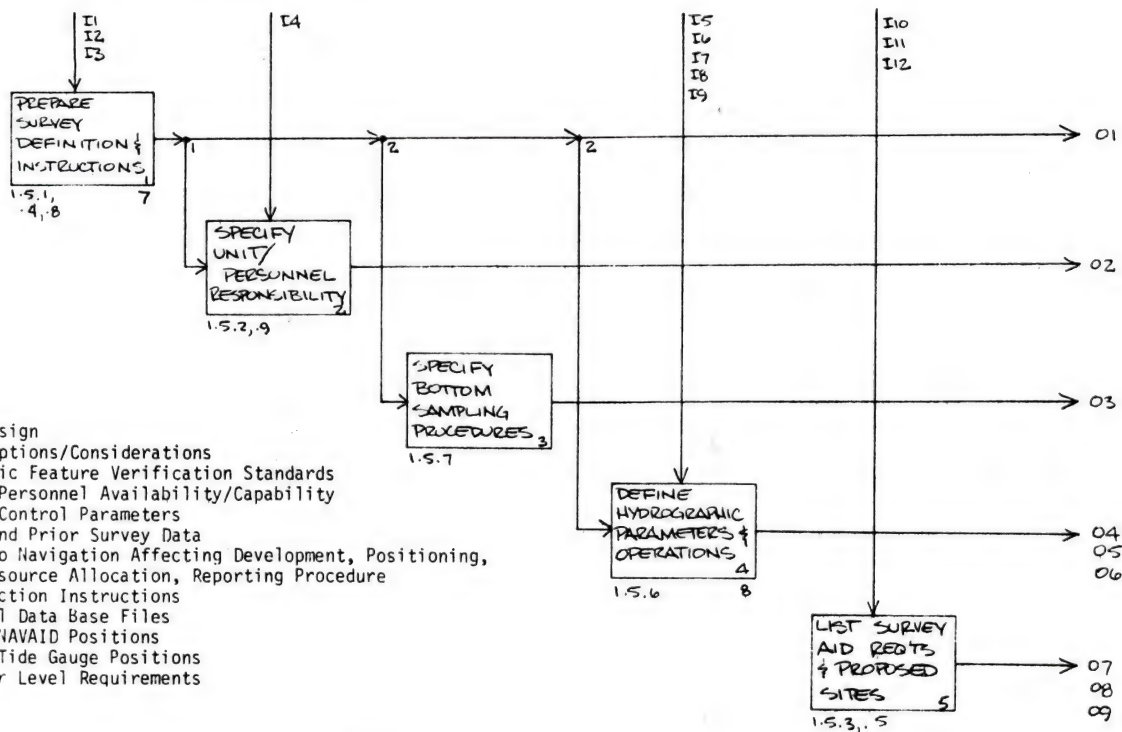 I1
I2
I3
I4
I5
I6
I7
I8
I9
I10
I11
I12
PREPARE
SURVEY
DEFINITION &
INSTRUCTIONS
1
1.5.1,
.4,.8
7
1
2
2
O1
SPECIFY
UNIT/
PERSONNEL
RESPONSIBILITY
2
1.5.2,.9
O2
SPECIFY
BOTTOM
SAMPLING
PROCEDURES
3
1.5.7
O3
DEFINE
HYDROGRAPHIC
PARAMETERS &
OPERATIONS
4
1.5.6
8
O4
O5
O6
LIST SURVEY
AID REQ'TS
& PROPOSED
SITES
5
1.5.3,.5
O7
O8
O9
sign
ptions/Considerations
ic Feature Verification Standards
Personnel Availability/Capability
Control Parameters
nd Prior Survey Data
o Navigation Affecting Development, Positioning,
source Allocation, Reporting Procedure
ction Instructions
l Data Base Files
NAVAID Positions
Tide Gauge Positions
r Level Requirements